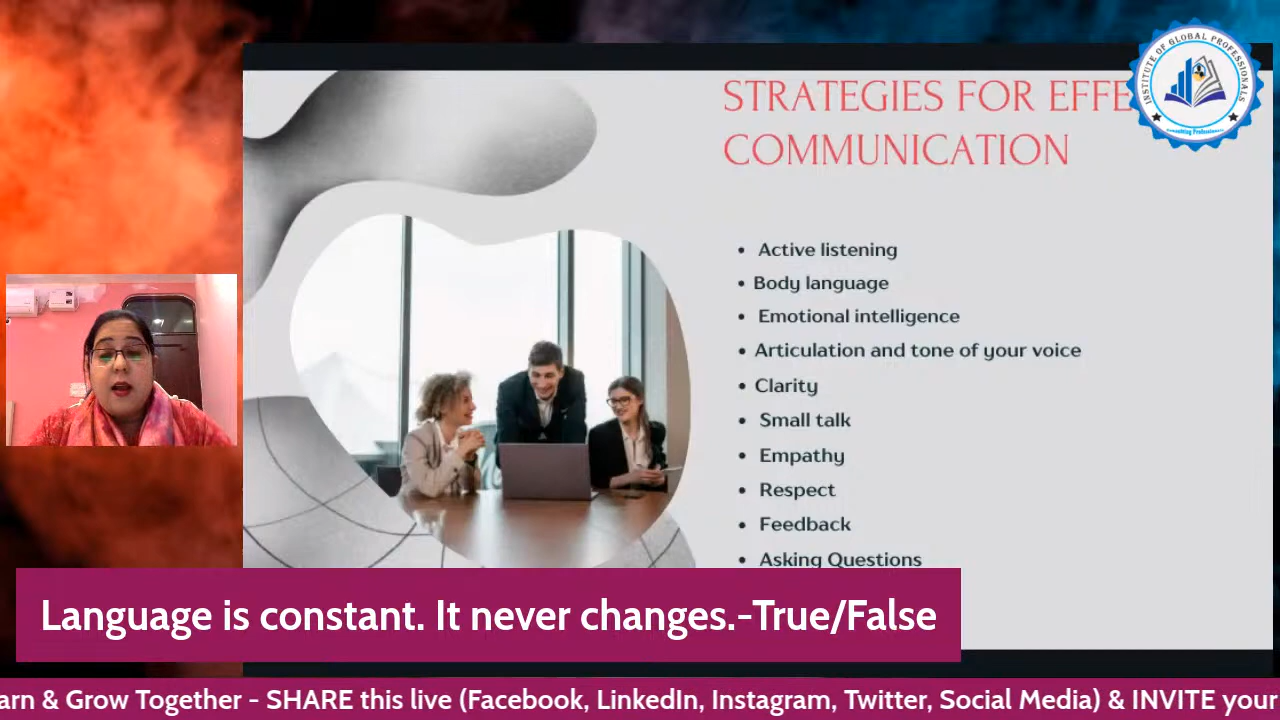 STRATEGIES FOR EFFE
COMMUNICATION
INSTITUTE OF GLOBAL PROFESSIONALS
Consulting Professionals
• Active listening
• Body language
• Emotional intelligence
• Articulation and tone of your voice
• Clarity
• Small talk
• Empathy
• Respect
• Feedback
• Asking Questions
Language is constant. It never changes.-True/False
arn & Grow Together - SHARE this live (Facebook, LinkedIn, Instagram, Twitter, Social Media) & INVITE your